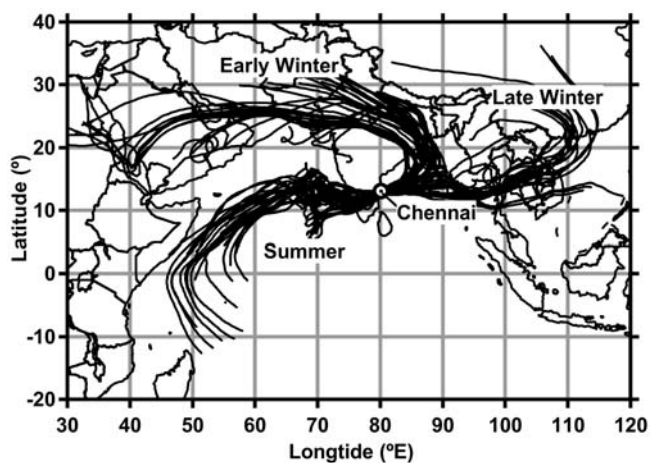 40
30
20
10
0
-10
-20
Latitude (º)
Early Winter
Late Winter
Chennai
Summer
30 40 50 60 70 80 90 100 110 120
Longtide (ºE)